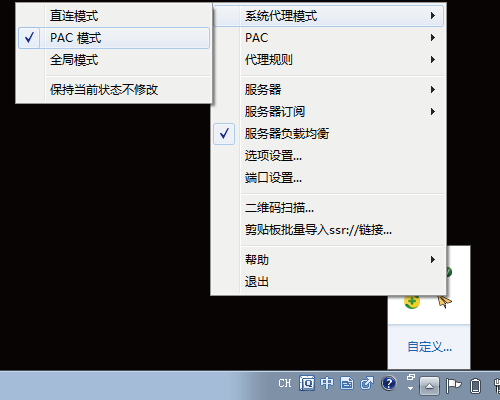 直连模式
PAC 模式
全局模式
保持当前状态不修改
系统代理模式
PAC
代理规则
服务器
服务器订阅
服务器负载均衡
选项设置...
端口设置...
二维码扫描...
剪贴板批量导入ssr://链接...
帮助
退出
自定义...
CH 中